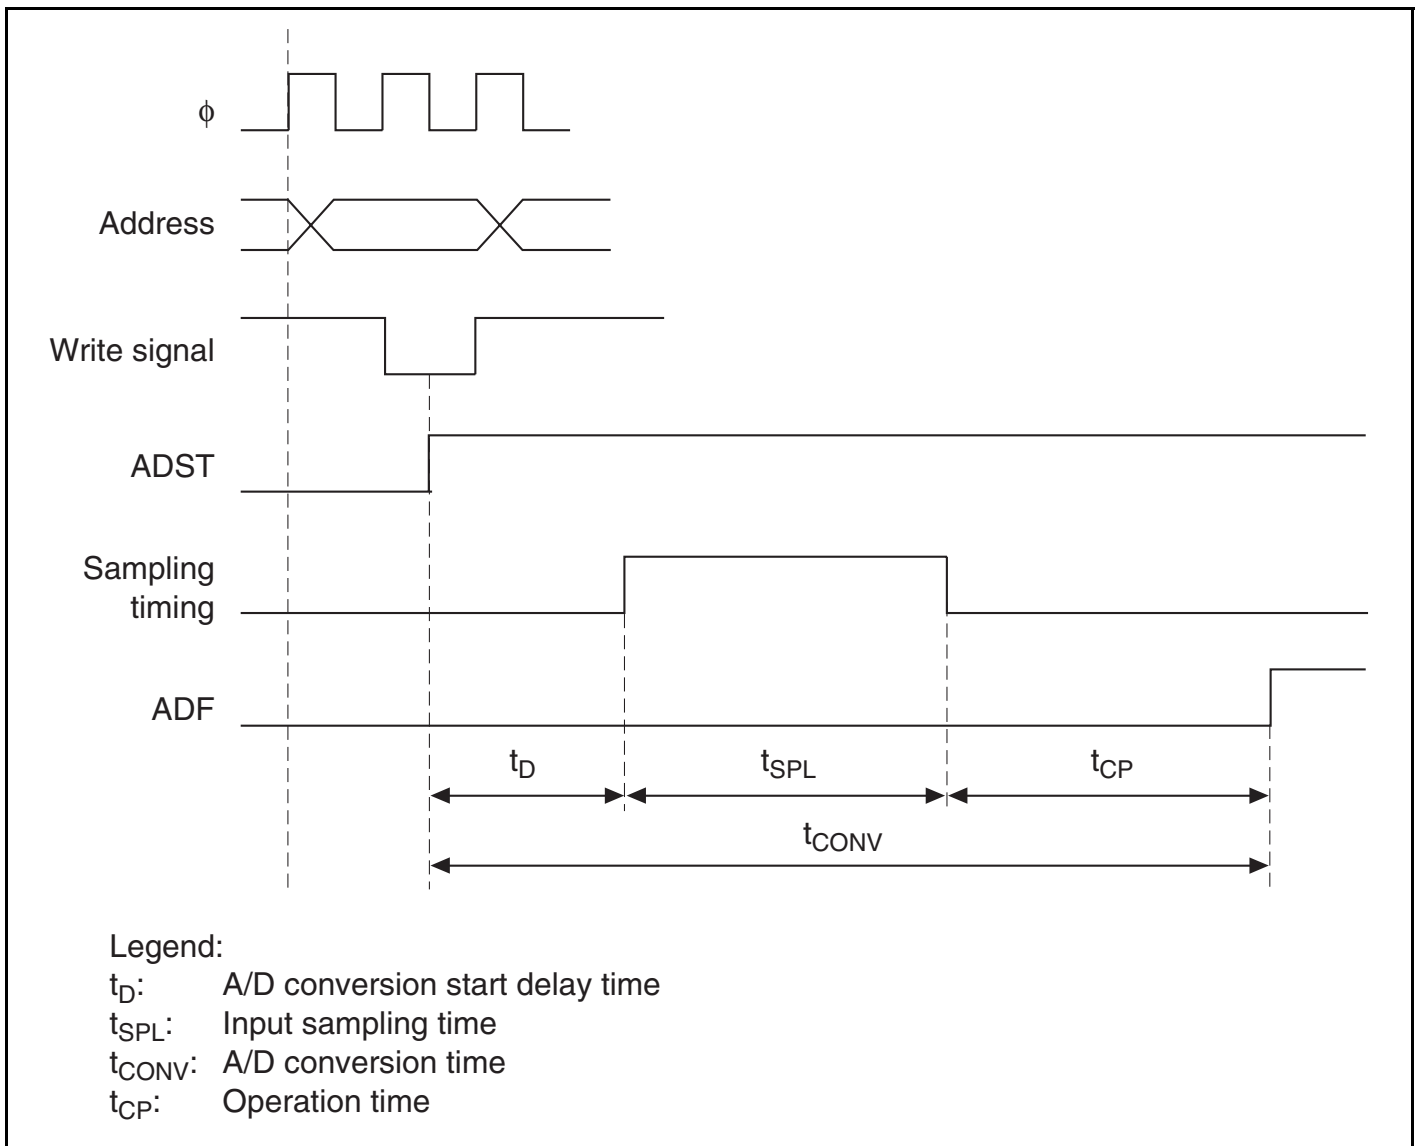 ϕ
Address
Write signal
ADST
Sampling
timing
ADF
tD
tSPL
tCP
tCONV
Legend:
tD: A/D conversion start delay time
tSPL: Input sampling time
tCONV: A/D conversion time
tCP: Operation time